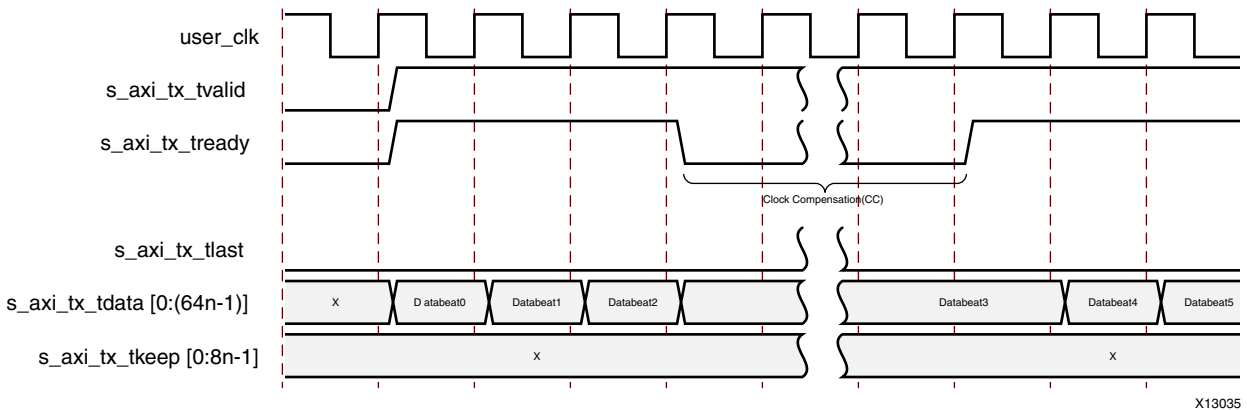 user_clk
s_axi_tx_tvalid
s_axi_tx_tready
Clock Compensation(CC)
s_axi_tx_tlast
s_axi_tx_tdata [0:(64n-1)]
X
D atabeat0
Databeat1
Databeat2
Databeat3
Databeat4
Databeat5
s_axi_tx_tkeep [0:8n-1]
X
X
X13035